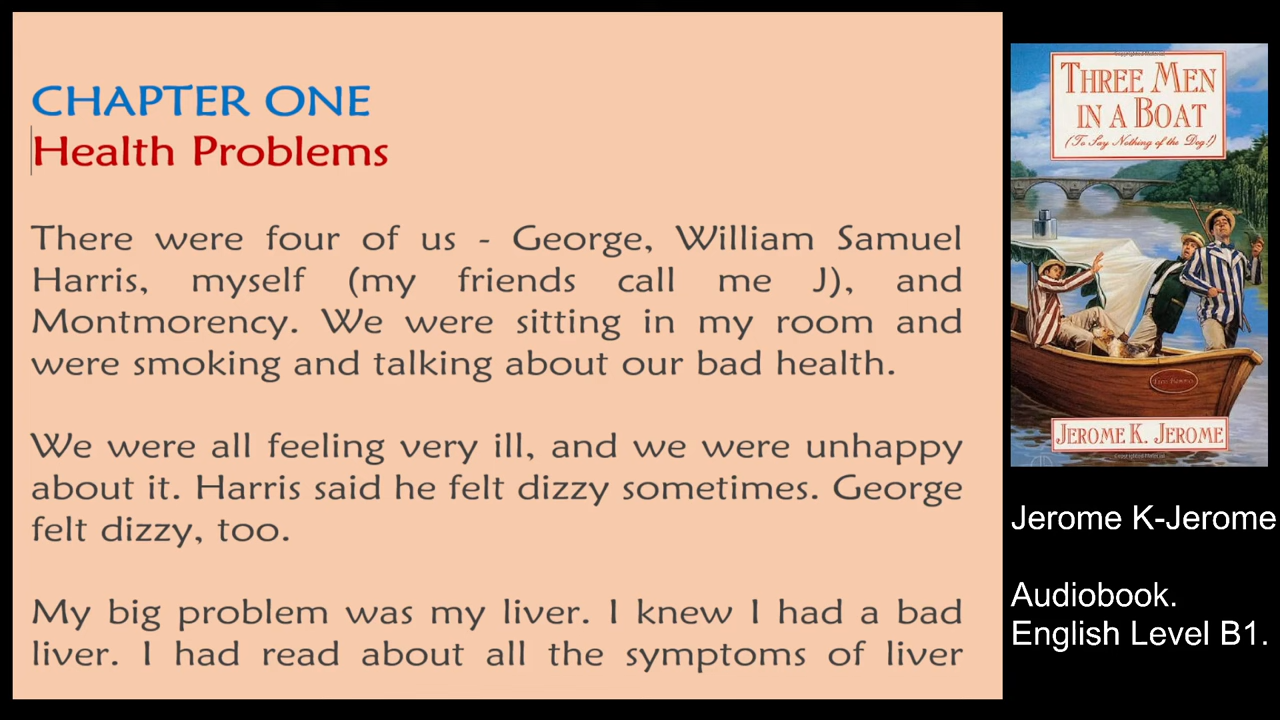 CHAPTER ONE
Health Problems
There were four of us - George, William Samuel
Harris, myself (my friends call me J), and
Montmorency. We were sitting in my room and
were smoking and talking about our bad health.
We were all feeling very ill, and we were unhappy
about it. Harris said he felt dizzy sometimes. George
felt dizzy, too.
My big problem was my liver. I knew I had a bad
liver. I had read about all the symptoms of liver
THREE MEN
IN A BOAT
(To Say Nothing of the Dog!)
JEROME K. JEROME
Jerome K-Jerome
Audiobook.
English Level B1.